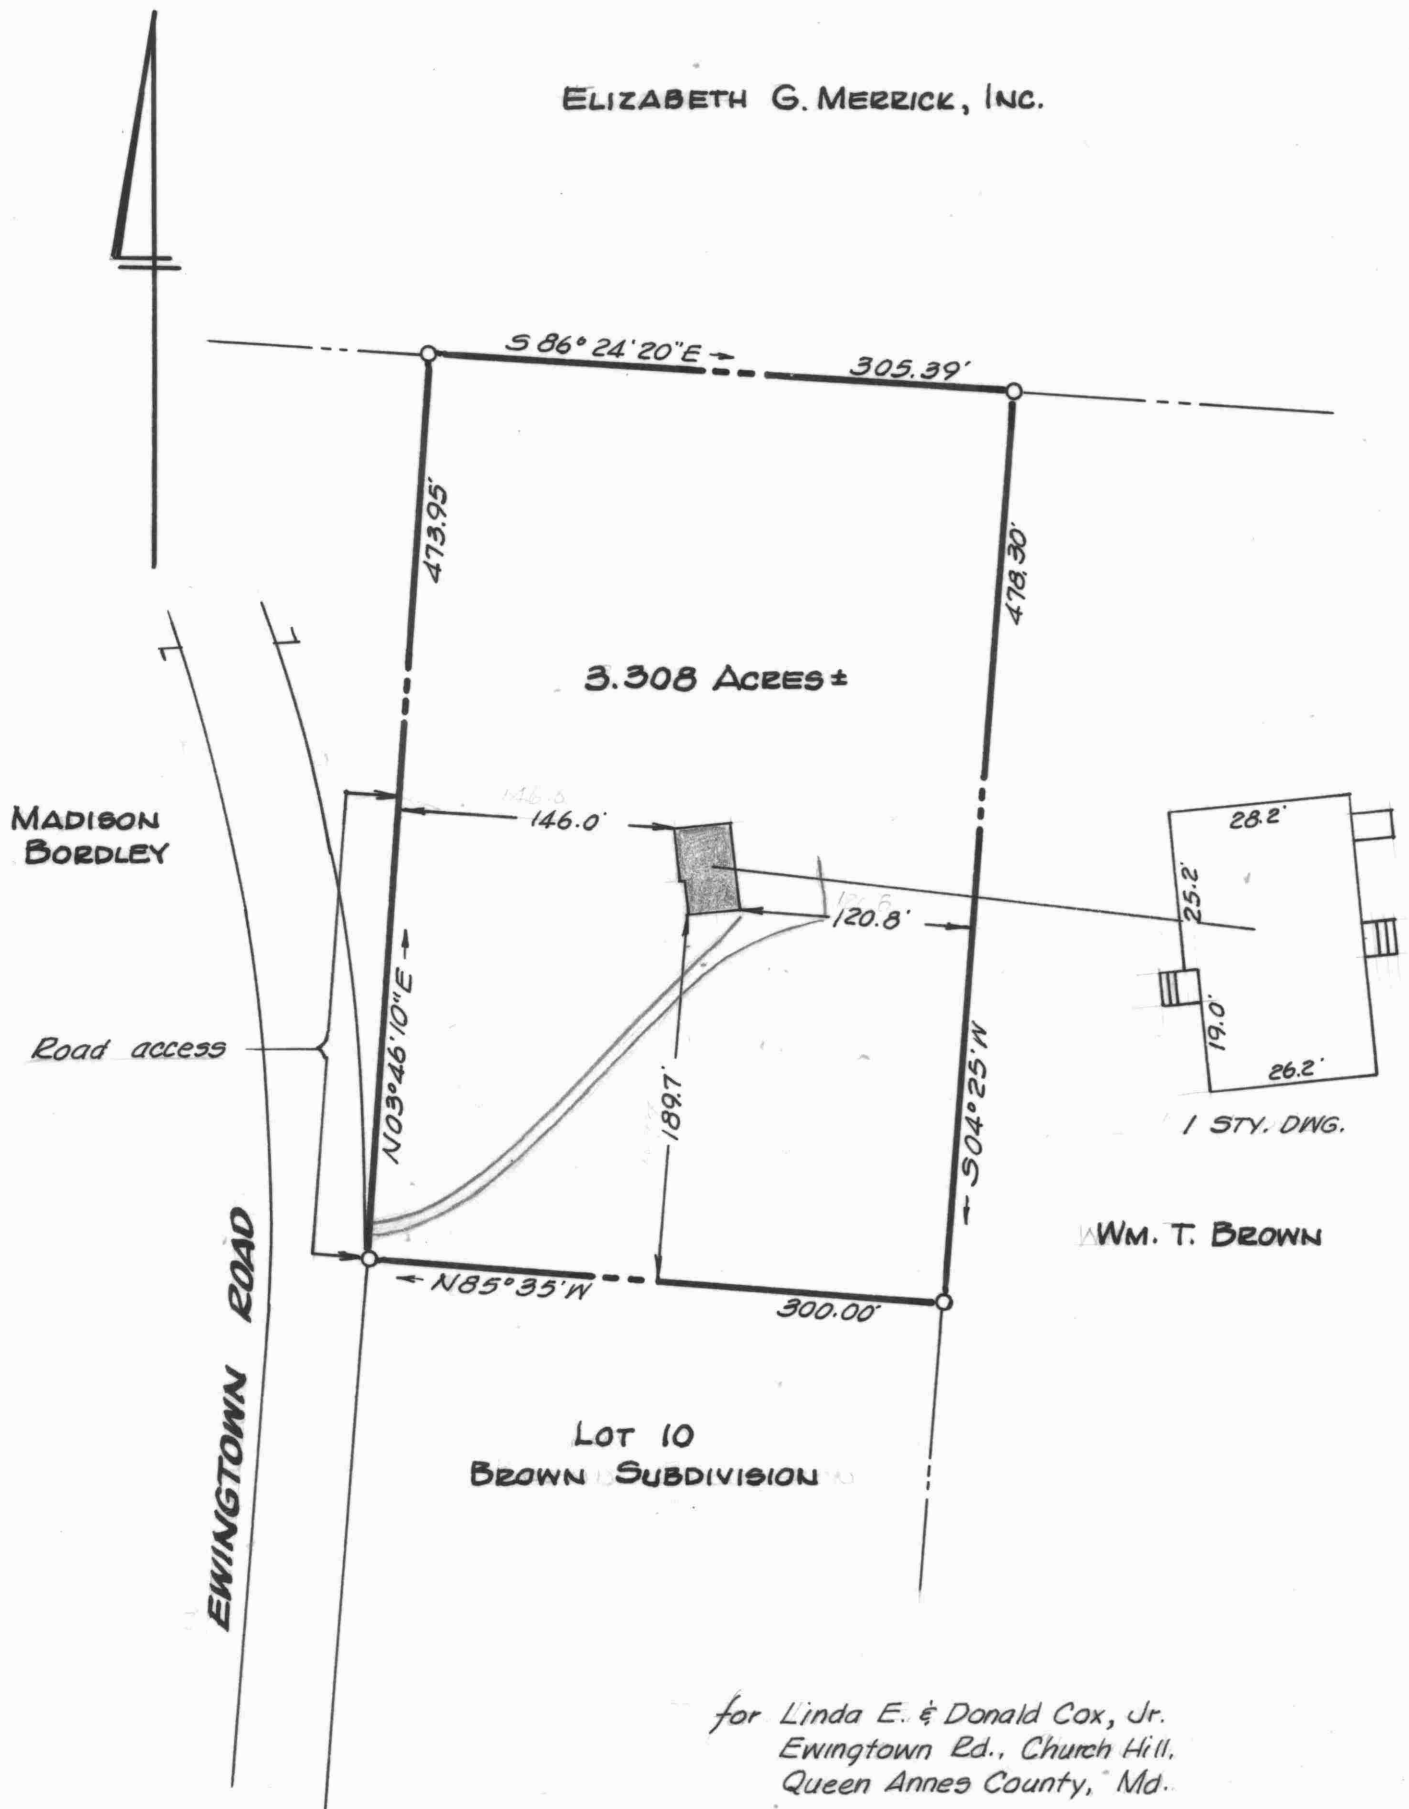 ELIZABETH G. MERRICK, INC.
S 86° 24' 20" E
305.39'
473.95'
478.30'
3.308 ACRES ±
MADISON
BORDLEY
146.0'
28.2'
25.2'
120.8'
N03°46'10"E
Road access
19.0'
26.2'
189.7'
S04°25'W
1 STY. DWG.
WM. T. BROWN
N85°35'W
300.00'
EWINGTOWN ROAD
LOT 10
BROWN SUBDIVISION
for Linda E. & Donald Cox, Jr.
Ewingtown Rd., Church Hill,
Queen Annes County, Md.